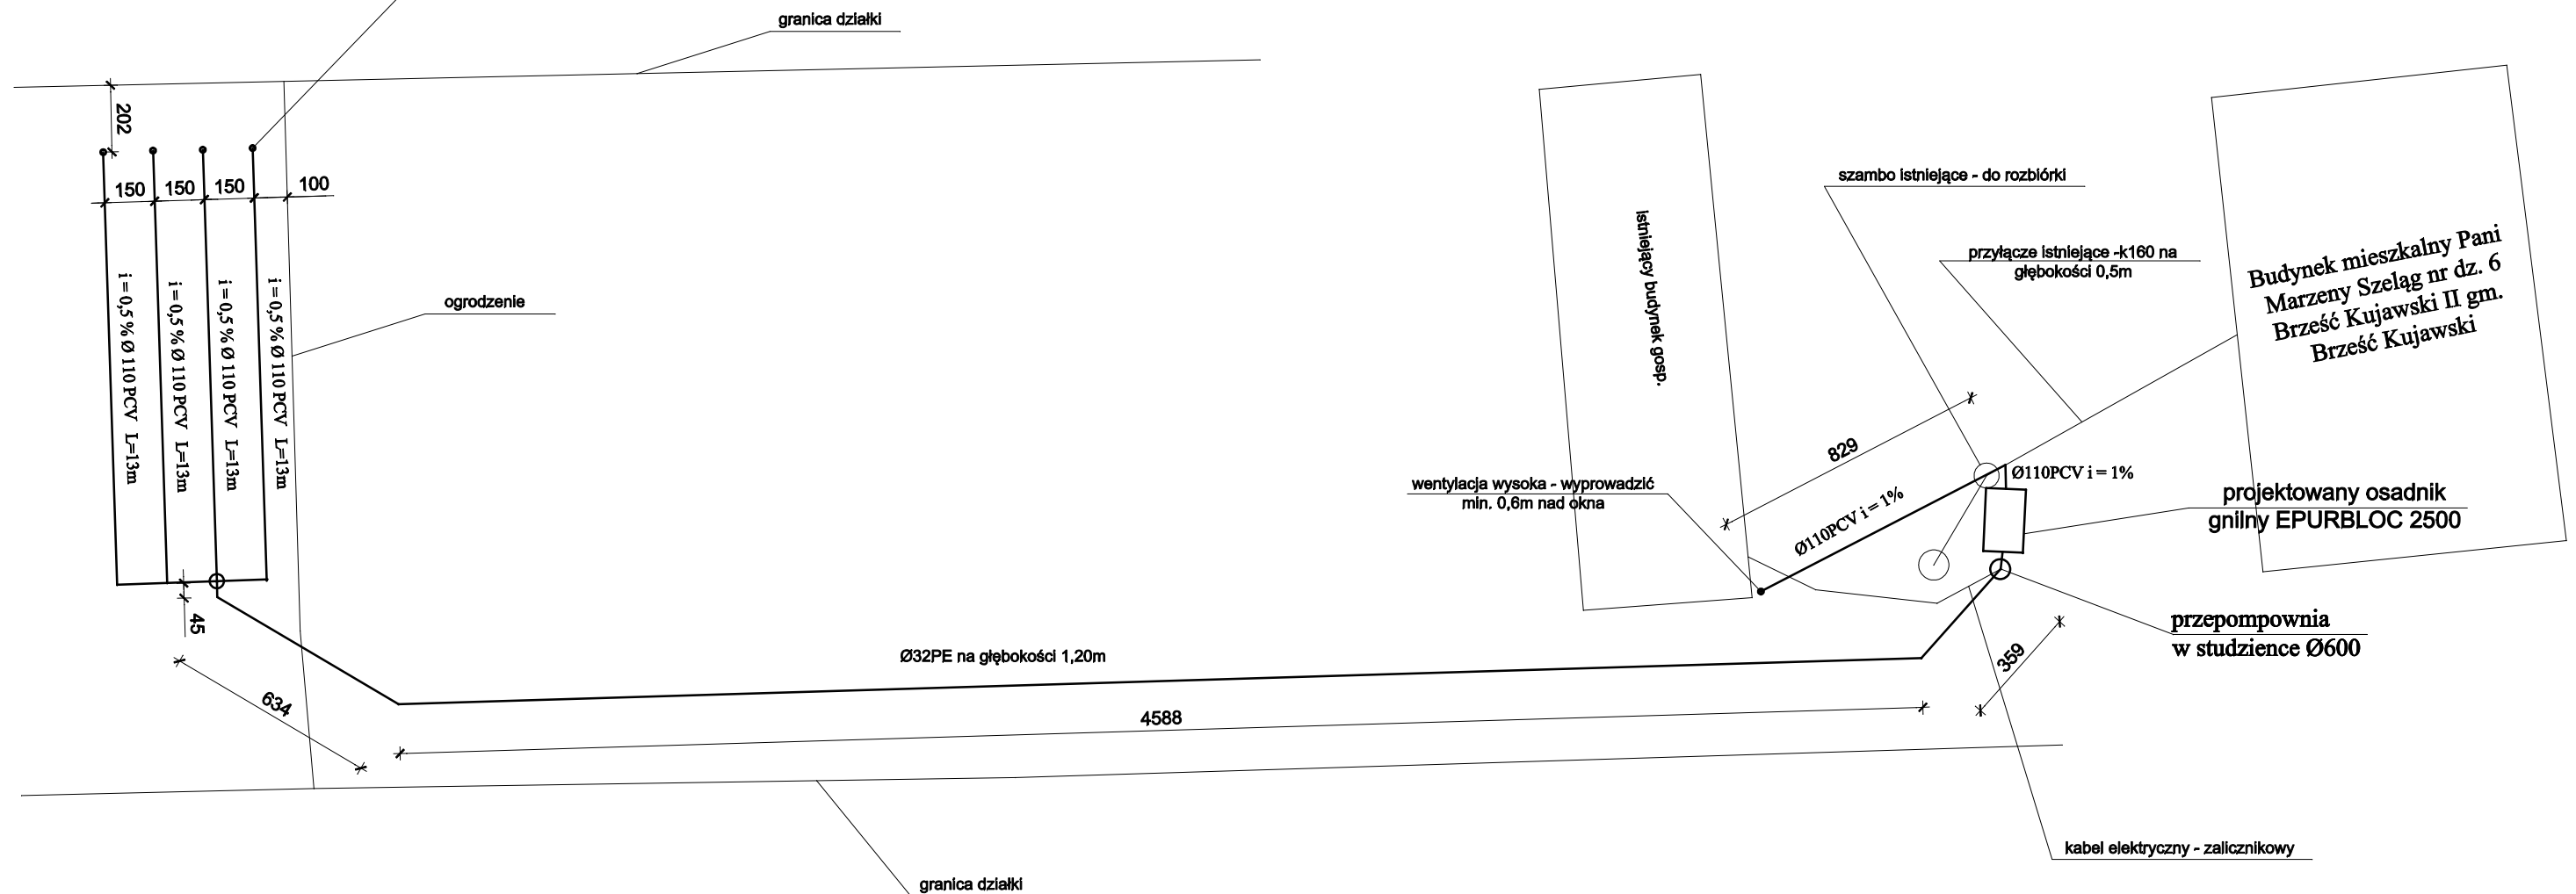 granica działki
202
150
150
150
100
i = 0,5 % Ø 110 PCV L=13m
i = 0,5 % Ø 110 PCV L=13m
i = 0,5 % Ø 110 PCV L=13m
i = 0,5 % Ø 110 PCV L=13m
ogrodzenie
45
634
Ø32PE na głębokości 1,20m
4588
granica działki
istniejący budynek gosp.
szambo istniejące - do rozbiórki
przyłącze istniejące -k160 na
głębokości 0,5m
Budynek mieszkalny Pani
Marzeny Szeląg nr dz. 6
Brześć Kujawski II gm.
Brześć Kujawski
829
wentylacja wysoka - wyprowadzić
min. 0,6m nad okna
Ø110PCV i = 1%
Ø110PCV i = 1%
projektowany osadnik
gnilny EPURBLOC 2500
przepompownia
w studzience Ø600
359
kabel elektryczny - zalicznikowy